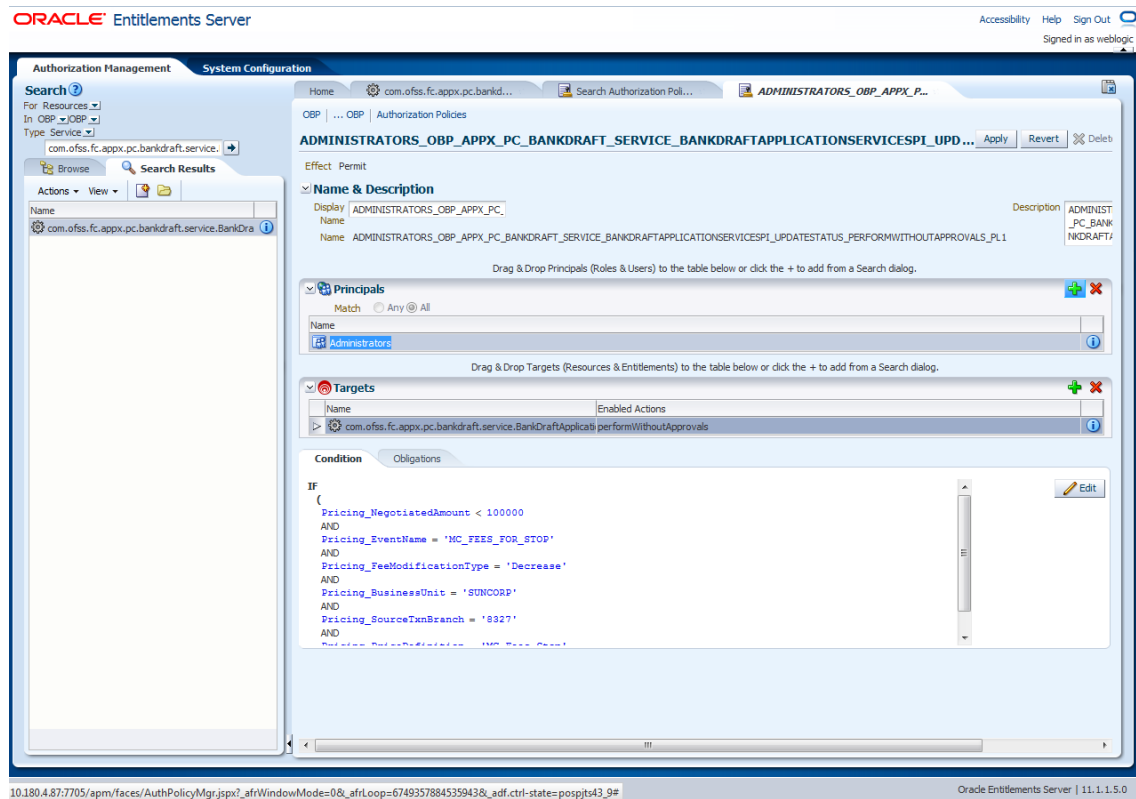 ORACLE Entitlements Server
Accessibility Help Sign Out
Signed in as weblogic
Authorization Management System Configuration
Search
For Resources
In OBP OBP
Type Service
com.ofss.fc.appx.pc.bankdraft.service.
Browse Search Results
Actions View
Name
com.ofss.fc.appx.pc.bankdraft.service.BankDra
Home com.ofss.fc.appx.pc.bankd... Search Authorization Poli... ADMINISTRATORS_OBP_APPX_P...
OBP | ... OBP | Authorization Policies
ADMINISTRATORS_OBP_APPX_PC_BANKDRAFT_SERVICE_BANKDRAFTAPPLICATIONSERVICESPI_UPD... Apply Revert Delet
Effect Permit
Name & Description
Display Name ADMINISTRATORS_OBP_APPX_PC_
Description ADMINIST
_PC_BANK
NKDRAFTA
Name ADMINISTRATORS_OBP_APPX_PC_BANKDRAFT_SERVICE_BANKDRAFTAPPLICATIONSERVICESPI_UPDATESTATUS_PERFORMWITHOUTAPPROVALS_PL1
Drag & Drop Principals (Roles & Users) to the table below or click the + to add from a Search dialog.
Principals
Match Any All
Name
Administrators
Drag & Drop Targets (Resources & Entitlements) to the table below or click the + to add from a Search dialog.
Targets
Name Enabled Actions
com.ofss.fc.appx.pc.bankdraft.service.BankDraftApplicati performWithoutApprovals
Condition Obligations
IF
(
Pricing_NegotiatedAmount < 100000
AND
Pricing_EventName = 'MC_FEES_FOR_STOP'
AND
Pricing_FeeModificationType = 'Decrease'
AND
Pricing_BusinessUnit = 'SUNCORP'
AND
Pricing_SourceTxnBranch = '8327'
AND
Edit
10.180.4.87:7705/apm/faces/AuthPolicyMgr.jspx?_afrWindowMode=0&_afrLoop=674935788453594​3&_adf.ctrl-state=pospjts43_9#
Oracle Entitlements Server | 11.1.1.5.0